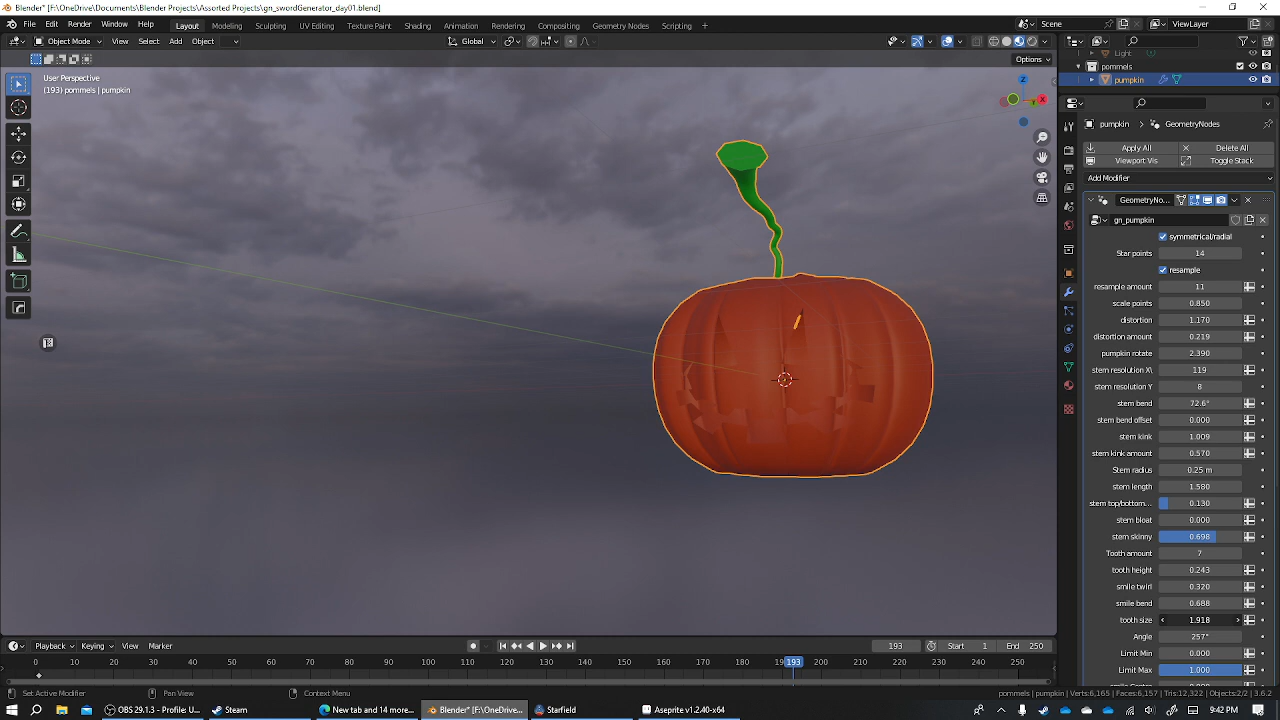 Blender* [F:\OneDrive\Documents\Assorted Projects\Assorted Projects\gn_swordGenerator_day01.blend]
File Edit Render Window Help Layout Modeling Sculpting UV Editing Texture Paint Shading Animation Rendering Compositing Geometry Nodes Scripting + Scene ViewLayer
Object Mode View Select Add Object Global
Options
User Perspective
(193) pommels | pumpkin
Z
X
Light
pommels
pumpkin
pumpkin > GeometryNodes
Apply All Delete All
Viewport Vis Toggle Stack
Add Modifier
GeometryNo...
gn_pumpkin
symmetrical/radial
Star points 14
resample
resample amount 11
scale points 0.850
distortion 1.170
distortion amount 0.219
pumpkin rotate 2.390
stem resolution X\ 119
stem resolution Y 8
stem bend 72.6°
stem bend offset 0.000
stem kink 1.009
stem kink amount 0.570
Stem radius 0.25 m
stem length 1.580
stem top/bottom... 0.130
stem bloat 0.000
stem skinny 0.698
Tooth amount 7
tooth height 0.243
smile twirl 0.320
smile bend 0.688
tooth size 1.918
Angle 257°
Limit Min 0.000
Limit Max 1.000
Playback Keying View Marker 193 Start 1 End 250
0 10 20 30 40 50 60 70 80 90 100 110 120 130 140 150 160 170 180 193 200 210 220 230 240 250
Set Active Modifier Pan View Context Menu pommels | pumpkin | Verts:6,165 | Faces:6,157 | Tris:12,322 | Objects:2/2 | 3.6.2
OBS 29.1.3 - Profile: U... Steam New tab and 14 more... Blender* [F:\OneDrive... Starfield Aseprite v1.2.40-x64 9:42 PM